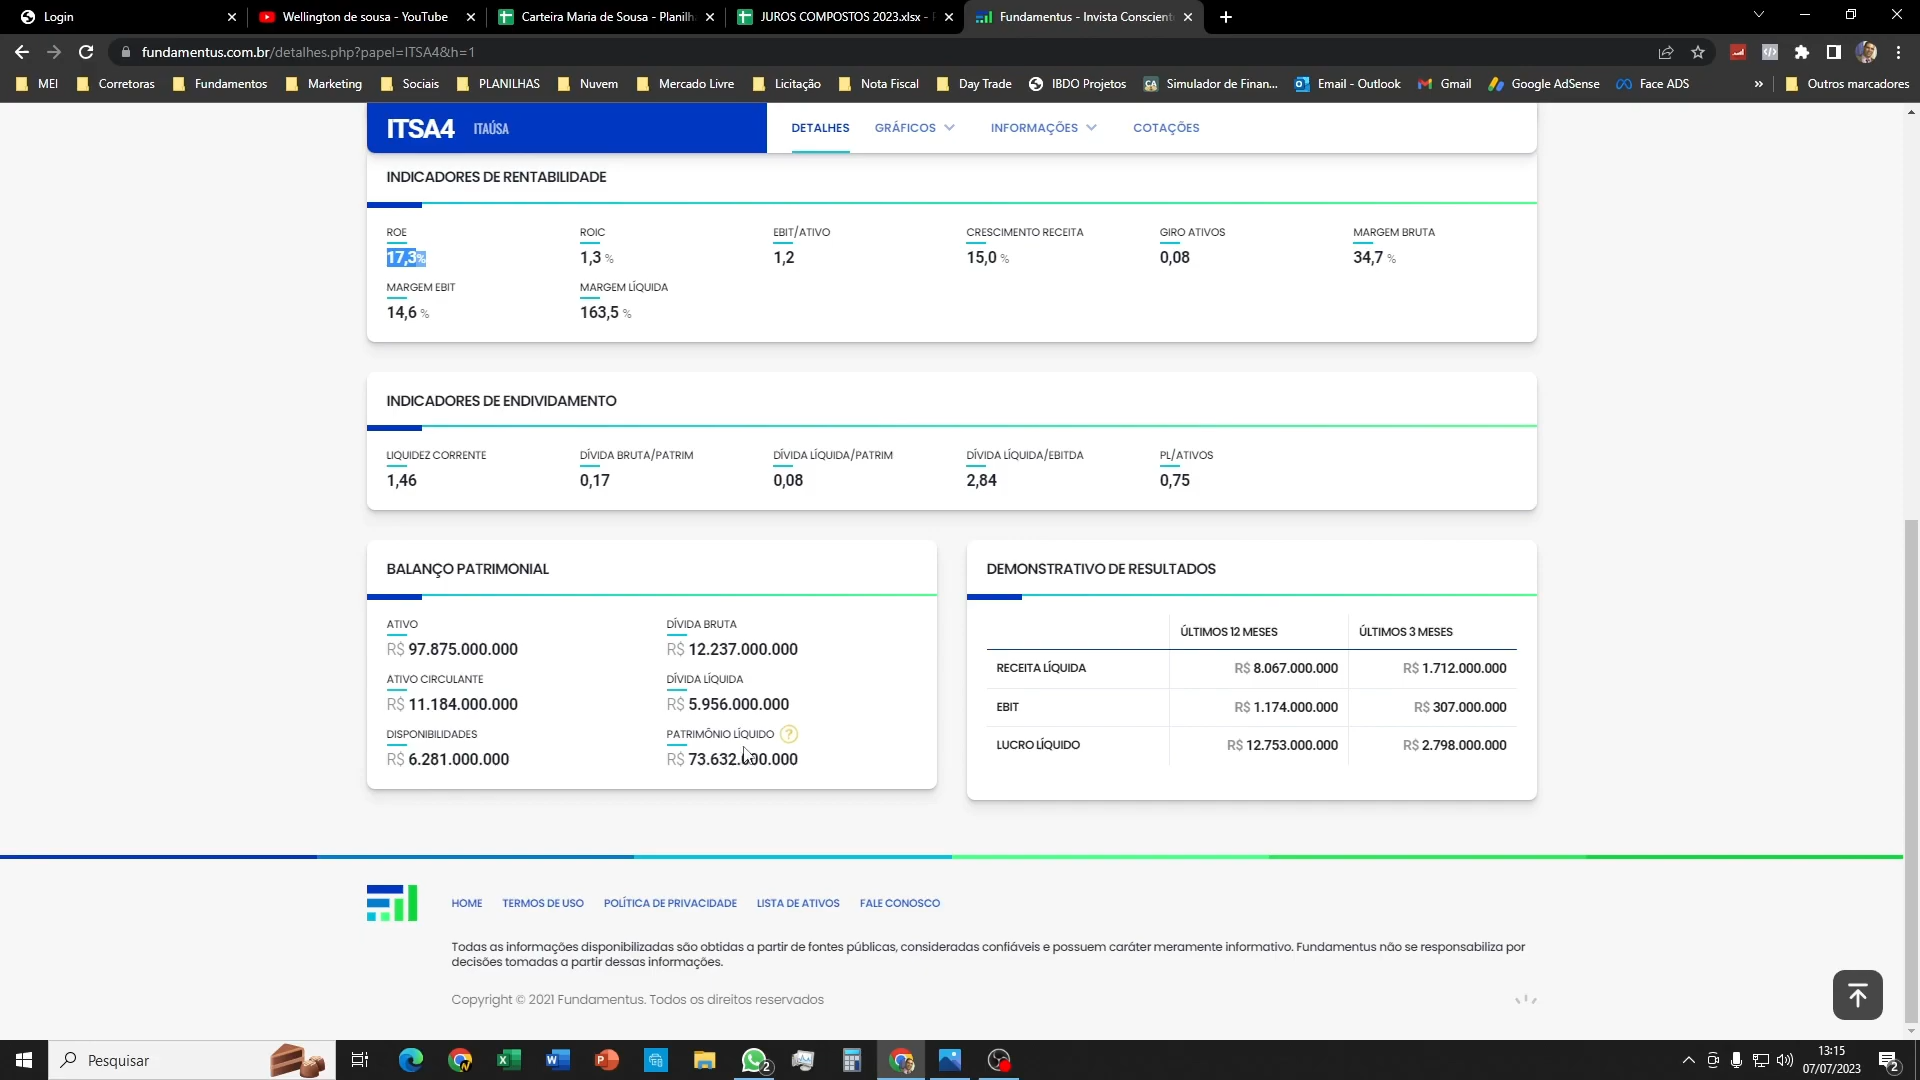 Login
Wellington de sousa - YouTube
Carteira Maria de Sousa - Planilh
JUROS COMPOSTOS 2023.xlsx -
Fundamentus - Invista Conscient
fundamentus.com.br/detalhes.php?papel=ITSA4&h=1
MEI
Corretoras
Fundamentos
Marketing
Sociais
PLANILHAS
Nuvem
Mercado Livre
Licitação
Nota Fiscal
Day Trade
IBDO Projetos
Simulador de Finan...
Email - Outlook
Gmail
Google AdSense
Face ADS
»
Outros marcadores
ITSA4 ITAÚSA
DETALHES
GRÁFICOS
INFORMAÇÕES
COTAÇÕES
INDICADORES DE RENTABILIDADE
ROE
17,3%
ROIC
1,3 %
EBIT/ATIVO
1,2
CRESCIMENTO RECEITA
15,0 %
GIRO ATIVOS
0,08
MARGEM BRUTA
34,7 %
MARGEM EBIT
14,6 %
MARGEM LÍQUIDA
163,5 %
INDICADORES DE ENDIVIDAMENTO
LIQUIDEZ CORRENTE
1,46
DÍVIDA BRUTA/PATRIM
0,17
DÍVIDA LÍQUIDA/PATRIM
0,08
DÍVIDA LÍQUIDA/EBITDA
2,84
PL/ATIVOS
0,75
BALANÇO PATRIMONIAL
ATIVO
R$ 97.875.000.000
DÍVIDA BRUTA
R$ 12.237.000.000
ATIVO CIRCULANTE
R$ 11.184.000.000
DÍVIDA LÍQUIDA
R$ 5.956.000.000
DISPONIBILIDADES
R$ 6.281.000.000
PATRIMÔNIO LÍQUIDO ?
R$ 73.632.000.000
DEMONSTRATIVO DE RESULTADOS
ÚLTIMOS 12 MESES ÚLTIMOS 3 MESES
RECEITA LÍQUIDA R$ 8.067.000.000 R$ 1.712.000.000
EBIT R$ 1.174.000.000 R$ 307.000.000
LUCRO LÍQUIDO R$ 12.753.000.000 R$ 2.798.000.000
HOME
TERMOS DE USO
POLÍTICA DE PRIVACIDADE
LISTA DE ATIVOS
FALE CONOSCO
Todas as informações disponibilizadas são obtidas a partir de fontes públicas, consideradas confiáveis e possuem caráter meramente informativo. Fundamentus não se responsabiliza por
decisões tomadas a partir dessas informações.
Copyright © 2021 Fundamentus. Todos os direitos reservados
Pesquisar
2
13:15
07/07/2023
2